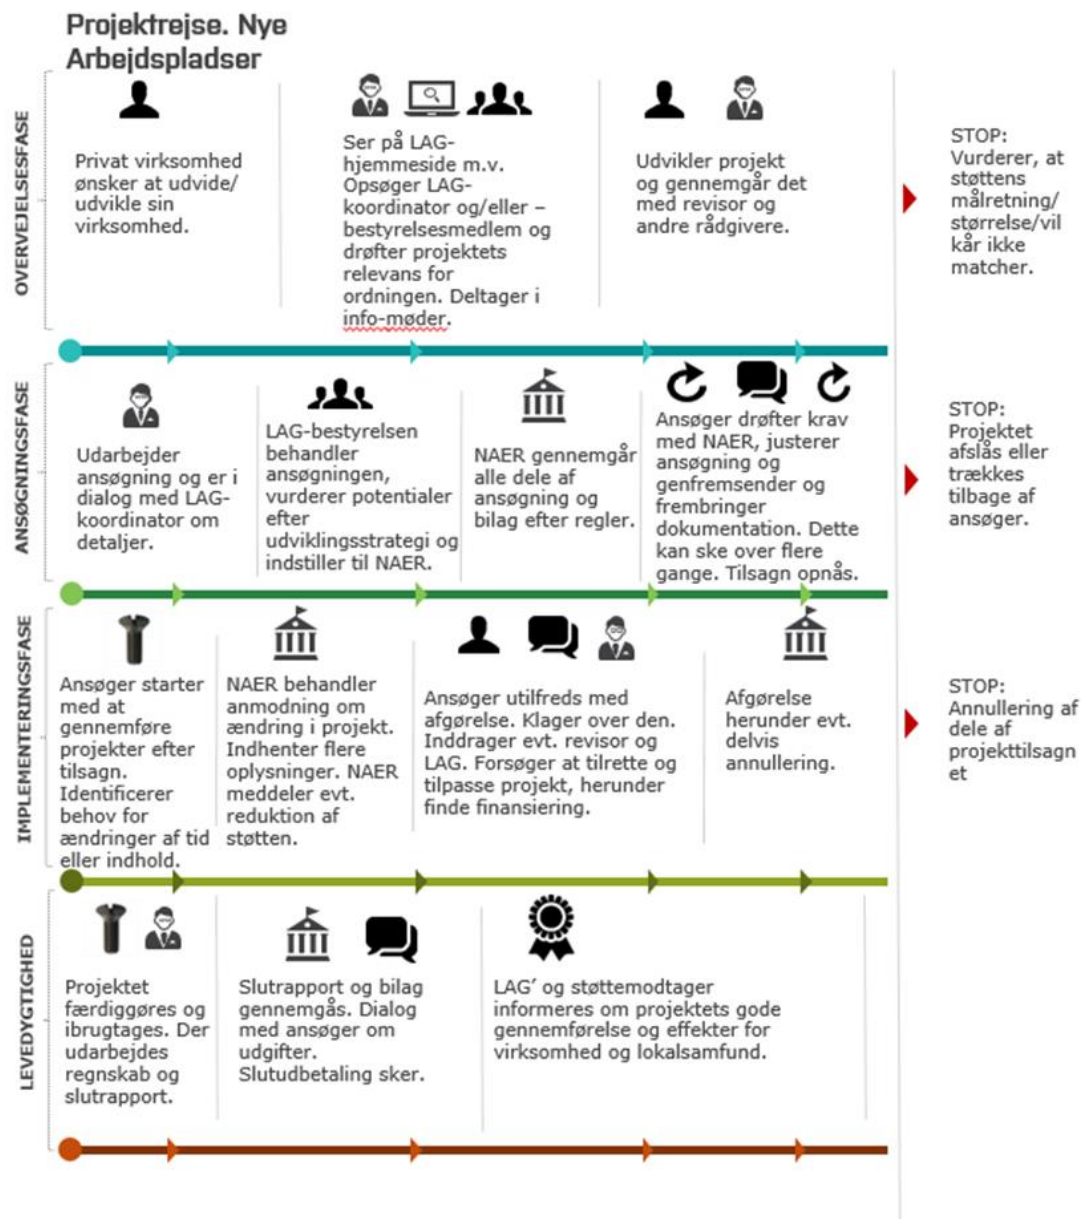 Projektrejse. Nye
Arbejdspladser
OVERVEJELSESFASE
Privat virksomhed
ønsker at udvide/
udvikle sin
virksomhed.
Ser på LAG-
hjemmeside m.v.
Opsøger LAG-
koordinator og/eller –
bestyrelsesmedlem og
drøfter projektets
relevans for
ordningen. Deltager i
info-møder.
Udvikler projekt
og gennemgår det
med revisor og
andre rådgivere.
STOP:
Vurderer, at
støttens
målretning/
størrelse/vil
kår ikke
matcher.
ANSØGNINGSFASE
Udarbejder
ansøgning og er i
dialog med LAG-
koordinator om
detaljer.
LAG-bestyrelsen
behandler
ansøgningen,
vurderer potentialer
efter
udviklingsstrategi og
indstiller til NAER.
NAER gennemgår
alle dele af
ansøgning og
bilag efter regler.
Ansøger drøfter krav
med NAER, justerer
ansøgning og
genfremsender og
frembringer
dokumentation. Dette
kan ske over flere
gange. Tilsagn opnås.
STOP:
Projektet
afslås eller
trækkes
tilbage af
ansøger.
IMPLEMENTERINGSFASE
Ansøger starter
med at
gennemføre
projekter efter
tilsagn.
Identificerer
behov for
ændringer af tid
eller indhold.
NAER behandler
anmodning om
ændring i projekt.
Indhenter flere
oplysninger. NAER
meddeler evt.
reduktion af
støtten.
Ansøger utilfreds med
afgørelse. Klager over den.
Inddrager evt. revisor og
LAG. Forsøger at tilrette og
tilpasse projekt, herunder
finde finansiering.
Afgørelse
herunder evt.
delvis
annullering.
STOP:
Annullering af
dele af
projekttilsagn
et
LEVEDYGTIGHED
Projektet
færdiggøres og
ibrugtages. Der
udarbejdes
regnskab og
slutrapport.
Slutrapport og bilag
gennemgås. Dialog
med ansøger om
udgifter.
Slutudbetaling sker.
LAG' og støttemodtager
informeres om projektets gode
gennemførelse og effekter for
virksomhed og lokalsamfund.